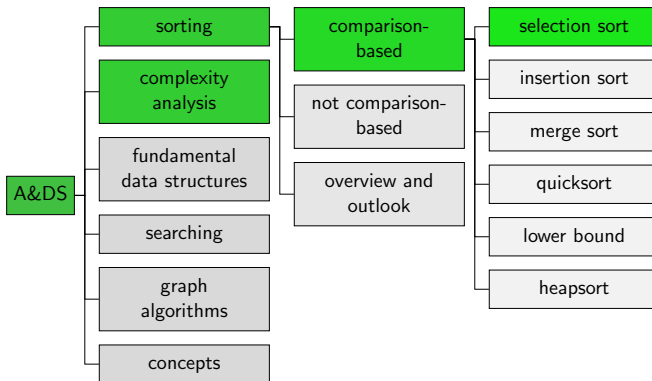 A&DS
sorting
complexity
analysis
fundamental
data structures
searching
graph
algorithms
concepts
comparison-
based
not comparison-
based
overview and
outlook
selection sort
insertion sort
merge sort
quicksort
lower bound
heapsort